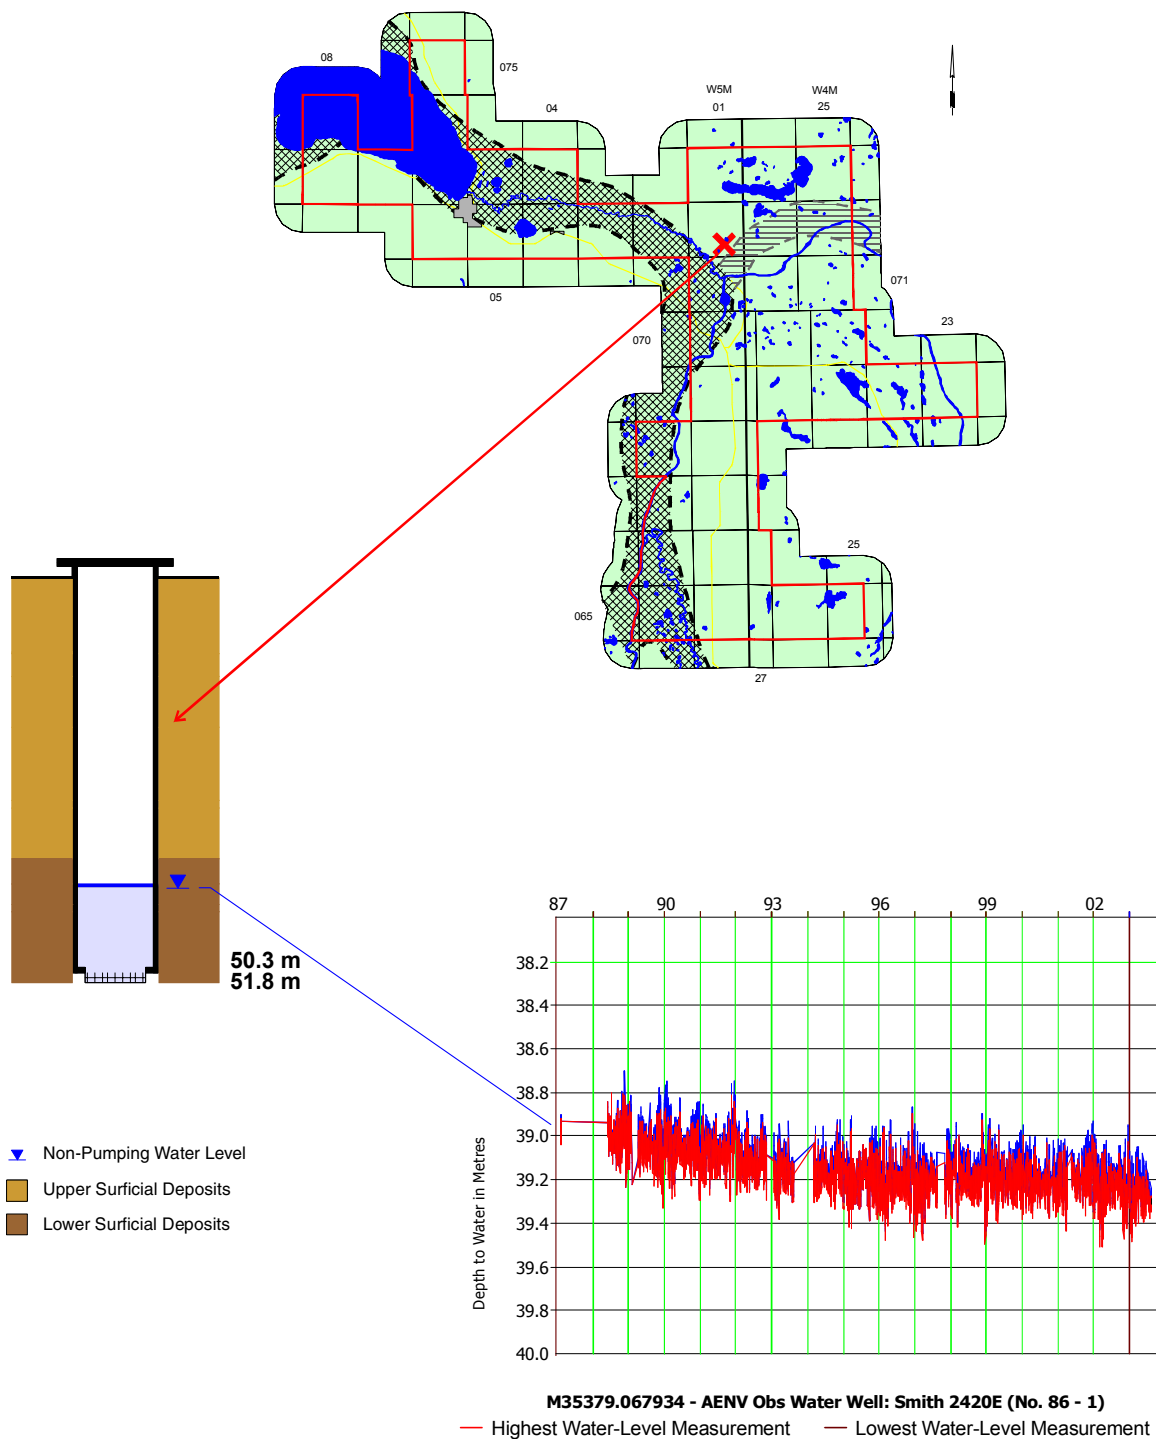 08
075
04
W5M
01
W4M
25
071
05
070
23
25
065
27
50.3 m
51.8 m
Non-Pumping Water Level
Upper Surficial Deposits
Lower Surficial Deposits
87 90 93 96 99 02
38.2
38.4
38.6
38.8
39.0
39.2
39.4
39.6
39.8
40.0
Depth to Water in Metres
M35379.067934 - AENV Obs Water Well: Smith 2420E (No. 86 - 1)
Highest Water-Level Measurement Lowest Water-Level Measurement